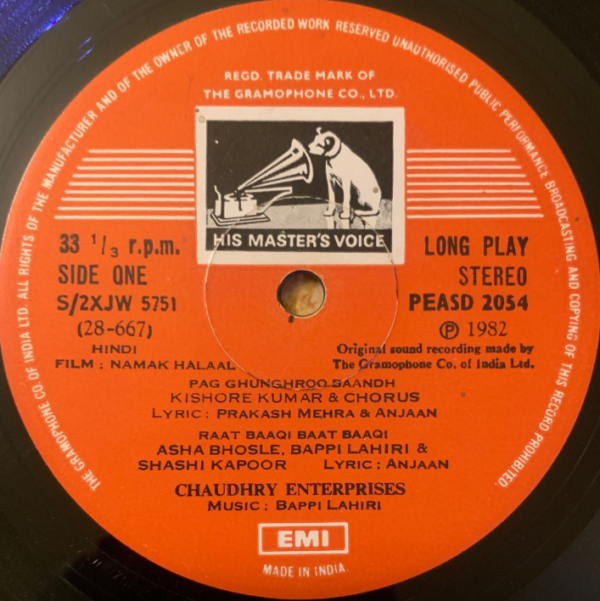 THE GRAMOPHONE CO. OF INDIA LTD. ALL RIGHTS OF THE MANUFACTURER AND OF THE OWNER OF THE RECORDED WORK RESERVED UNAUTHORISED PUBLIC PERFORMANCE BROADCASTING AND COPYING OF THIS RECORD PROHIBITED.
REGD. TRADE MARK OF
THE GRAMOPHONE CO., LTD.
HIS MASTER'S VOICE
33 1/3 r.p.m.
SIDE ONE
S/2XJW 5751
(28-667)
HINDI
FILM : NAMAK HALAAL
LONG PLAY
STEREO
PEASD 2054
℗ 1982
Original sound recording made by
The Gramophone Co. of India Ltd.
PAG GHUNGHROO BAANDH
KISHORE KUMAR & CHORUS
LYRIC : PRAKASH MEHRA & ANJAAN
RAAT BAAQI BAAT BAAQI
ASHA BHOSLE, BAPPI LAHIRI &
SHASHI KAPOOR LYRIC : ANJAAN
CHAUDHRY ENTERPRISES
MUSIC : BAPPI LAHIRI
EMI
MADE IN INDIA.